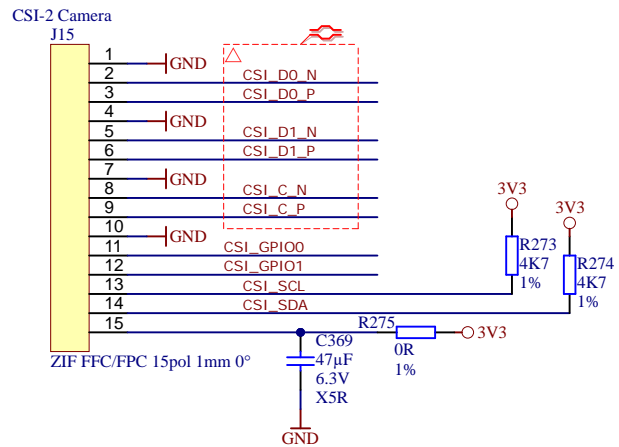 CSI-2 Camera
J15
1 GND
2 CSI_D0_N
3 CSI_D0_P
4 GND
5 CSI_D1_N
6 CSI_D1_P
7 GND
8 CSI_C_N
9 CSI_C_P
10 GND
11 CSI_GPIO0
12 CSI_GPIO1
13 CSI_SCL
14 CSI_SDA
15
ZIF FFC/FPC 15pol 1mm 0°
3V3
R273
4K7
1%
3V3
R274
4K7
1%
R275
0R
1%
3V3
C369
47µF
6.3V
X5R
GND